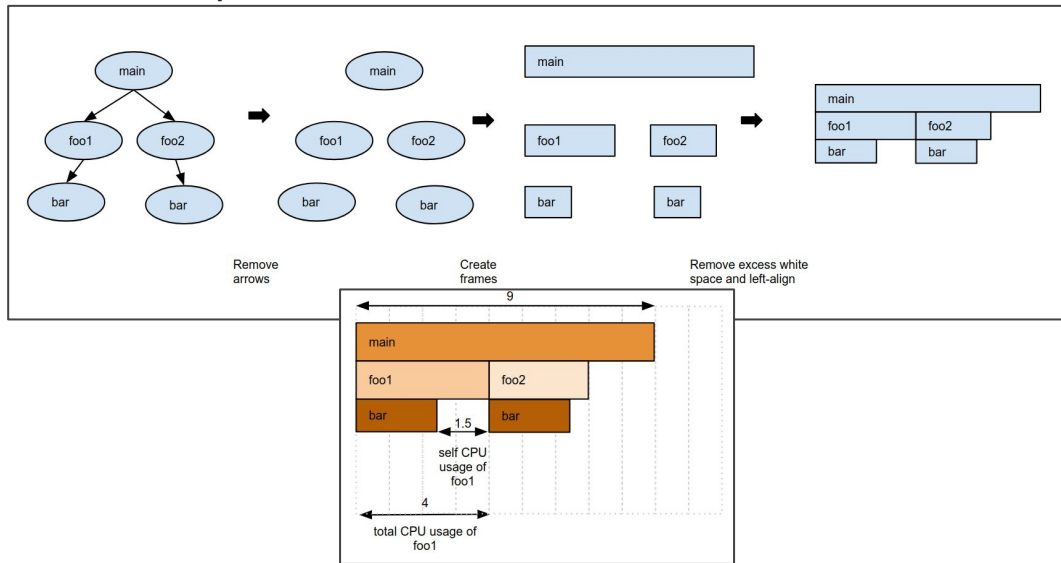 main
foo1
foo2
bar
bar
main
foo1
foo2
bar
bar
main
foo1
foo2
bar
bar
main
foo1
foo2
bar
bar
Remove
arrows
Create
frames
Remove excess white
space and left-align
9
main
foo1
foo2
bar
bar
1.5
self CPU
usage of
foo1
4
total CPU usage of
foo1